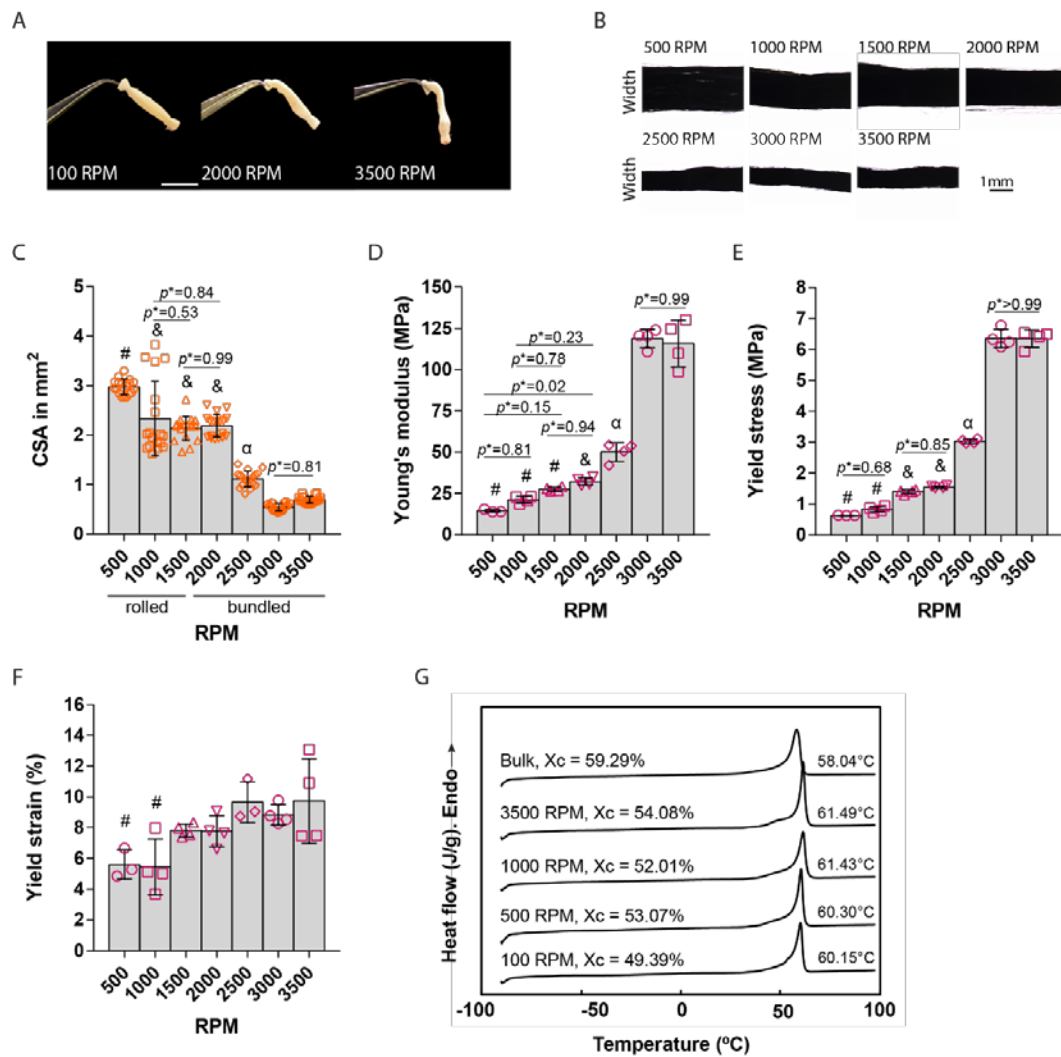 A
100 RPM
2000 RPM
3500 RPM
B
500 RPM
1000 RPM
1500 RPM
2000 RPM
Width
2500 RPM
3000 RPM
3500 RPM
Width
1mm
C
CSA in mm²
5
4
3
2
1
0
p*=0.84
p*=0.53
p*=0.99
p*=0.81
#
&
&
&
α
500
1000
1500
2000
2500
3000
3500
rolled
bundled
RPM
D
Young's modulus (MPa)
150
125
100
75
50
25
0
p*=0.99
p*=0.23
p*=0.78
p*=0.02
p*=0.15
p*=0.94
p*=0.81
#
#
#
&
α
500
1000
1500
2000
2500
3000
3500
RPM
E
Yield stress (MPa)
8
7
6
5
4
3
2
1
0
p*>0.99
p*=0.85
p*=0.68
#
#
&
&
α
500
1000
1500
2000
2500
3000
3500
RPM
F
Yield strain (%)
16
14
12
10
8
6
4
2
0
#
#
500
1000
1500
2000
2500
3000
3500
RPM
G
Heat flow (J/g). Endo
Bulk, Xc = 59.29%
58.04°C
3500 RPM, Xc = 54.08%
61.49°C
1000 RPM, Xc = 52.01%
61.43°C
500 RPM, Xc = 53.07%
60.30°C
100 RPM, Xc = 49.39%
60.15°C
-100
-50
0
50
100
Temperature (ºC)